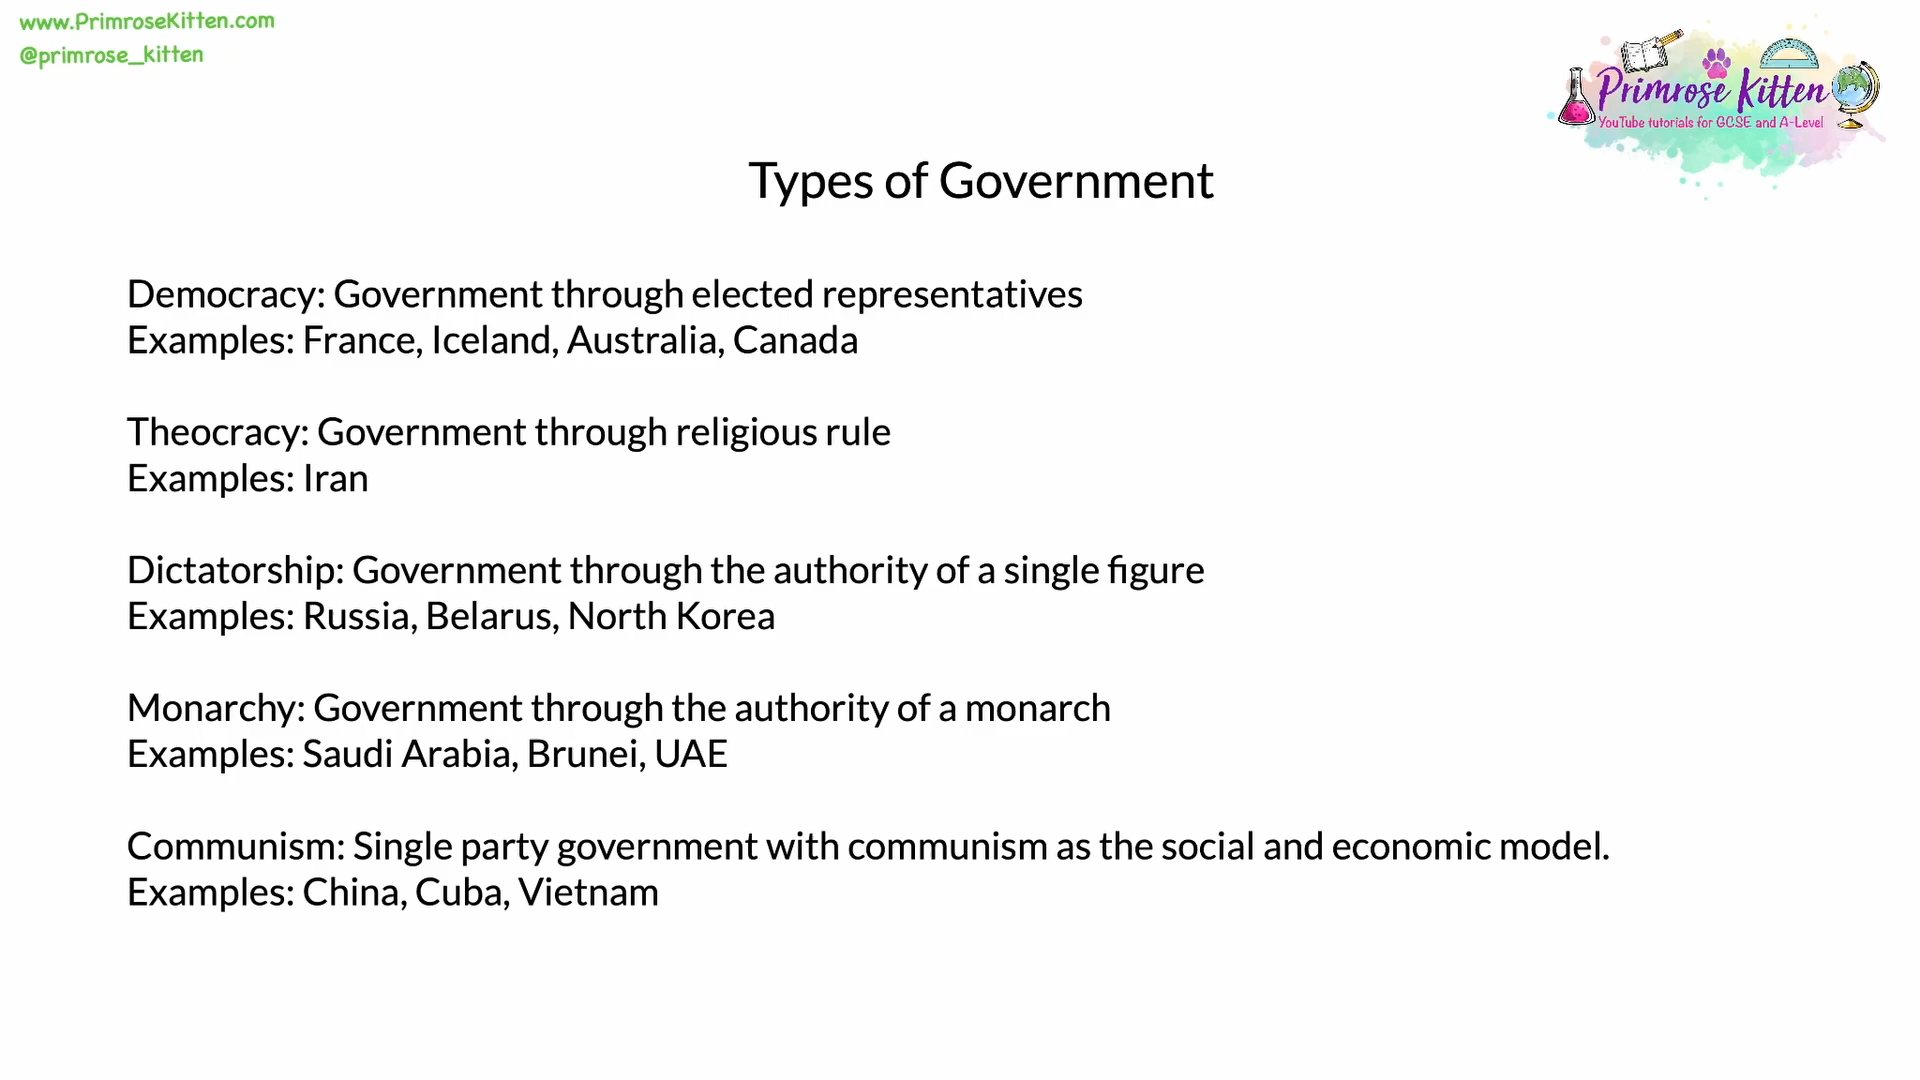 www.PrimroseKitten.com
@primrose_kitten
Primrose Kitten
YouTube tutorials for GCSE and A-Level
Types of Government
Democracy: Government through elected representatives
Examples: France, Iceland, Australia, Canada
Theocracy: Government through religious rule
Examples: Iran
Dictatorship: Government through the authority of a single figure
Examples: Russia, Belarus, North Korea
Monarchy: Government through the authority of a monarch
Examples: Saudi Arabia, Brunei, UAE
Communism: Single party government with communism as the social and economic model.
Examples: China, Cuba, Vietnam